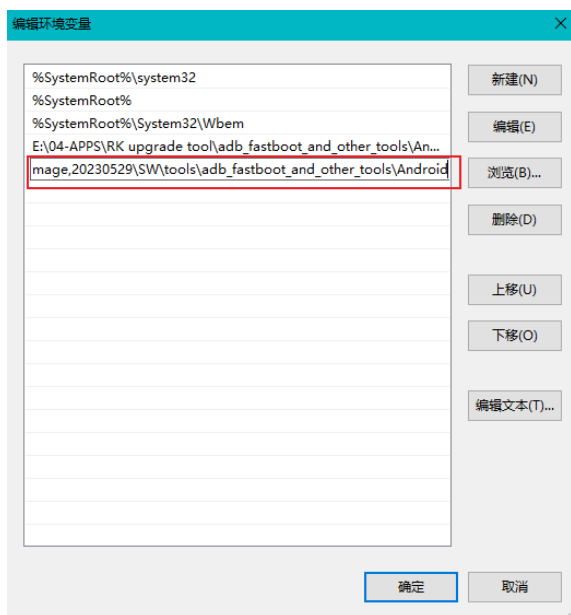 编辑环境变量
%SystemRoot%\system32
%SystemRoot%
%SystemRoot%\System32\Wbem
E:\04-APPS\RK upgrade tool\adb_fastboot_and_other_tools\An...
mage,20230529\SW\tools\adb_fastboot_and_other_tools\Android
新建(N)
编辑(E)
浏览(B)...
删除(D)
上移(U)
下移(O)
编辑文本(T)...
确定
取消